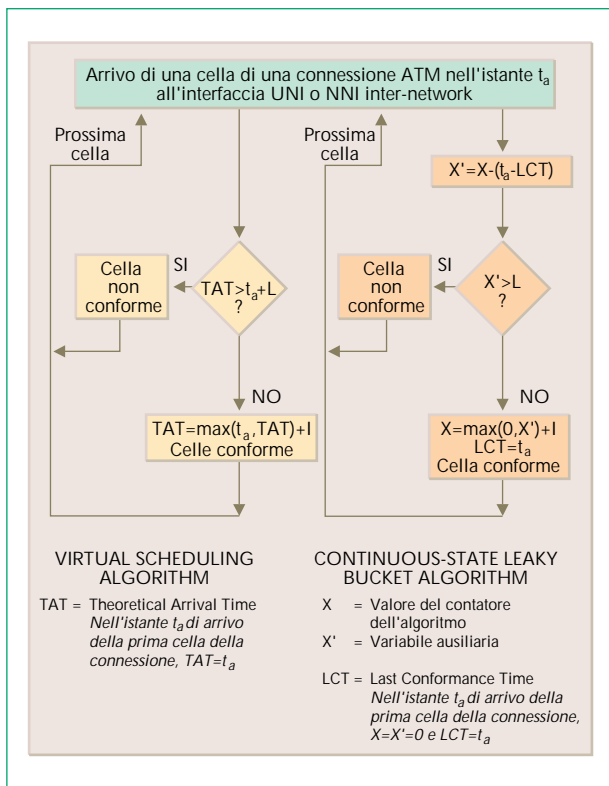 Arrivo di una cella di una connessione ATM nell'istante ta
all'interfaccia UNI o NNI inter-network
Prossima
cella
Cella
non
conforme
SI
TAT>ta+L
?
NO
TAT=max(ta,TAT)+I
Celle conforme
Prossima
cella
X'=X-(ta-LCT)
Cella
non
conforme
SI
X'>L
?
NO
X=max(0,X')+I
LCT=ta
Cella conforme
VIRTUAL SCHEDULING
ALGORITHM
TAT = Theoretical Arrival Time
Nell'istante ta di arrivo
della prima cella della
connessione, TAT=ta
CONTINUOUS-STATE LEAKY
BUCKET ALGORITHM
X = Valore del contatore
dell'algoritmo
X' = Variabile ausiliaria
LCT = Last Conformance Time
Nell'istante ta di arrivo della
prima cella della connessione,
X=X'=0 e LCT=ta